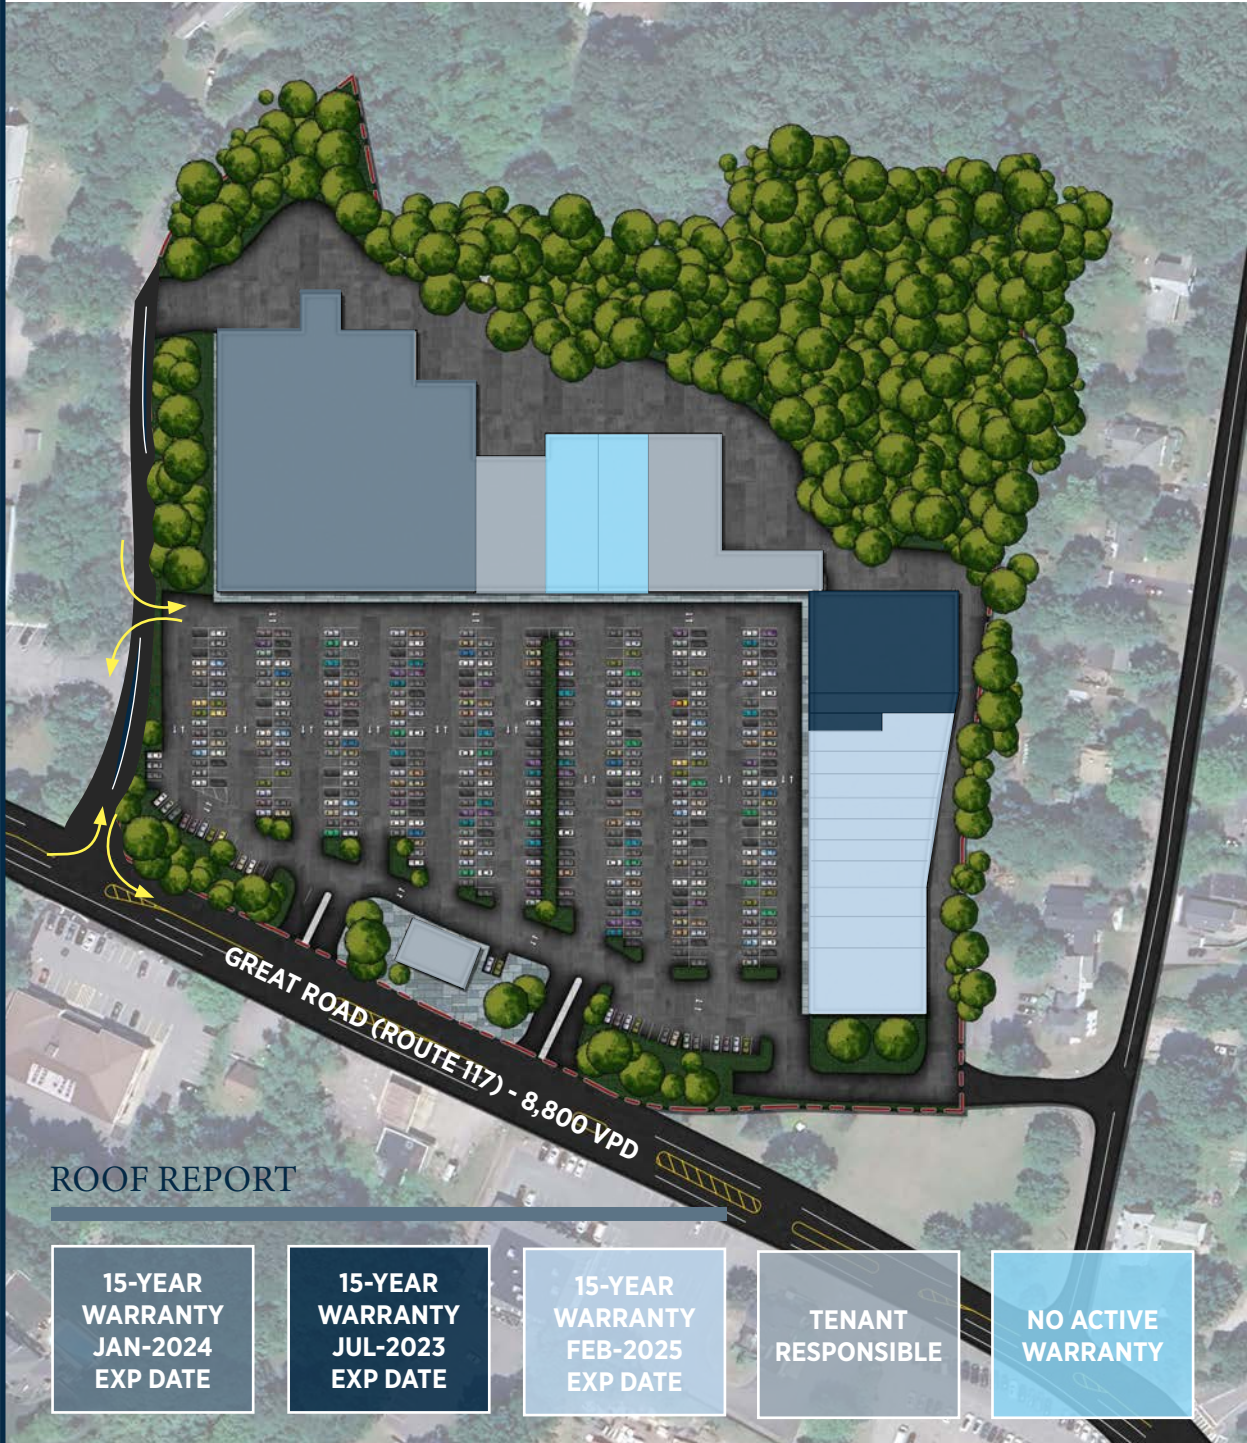 GREAT ROAD (ROUTE 117) - 8,800 VPD
ROOF REPORT
15-YEAR
WARRANTY
JAN-2024
EXP DATE
15-YEAR
WARRANTY
JUL-2023
EXP DATE
15-YEAR
WARRANTY
FEB-2025
EXP DATE
TENANT
RESPONSIBLE
NO ACTIVE
WARRANTY